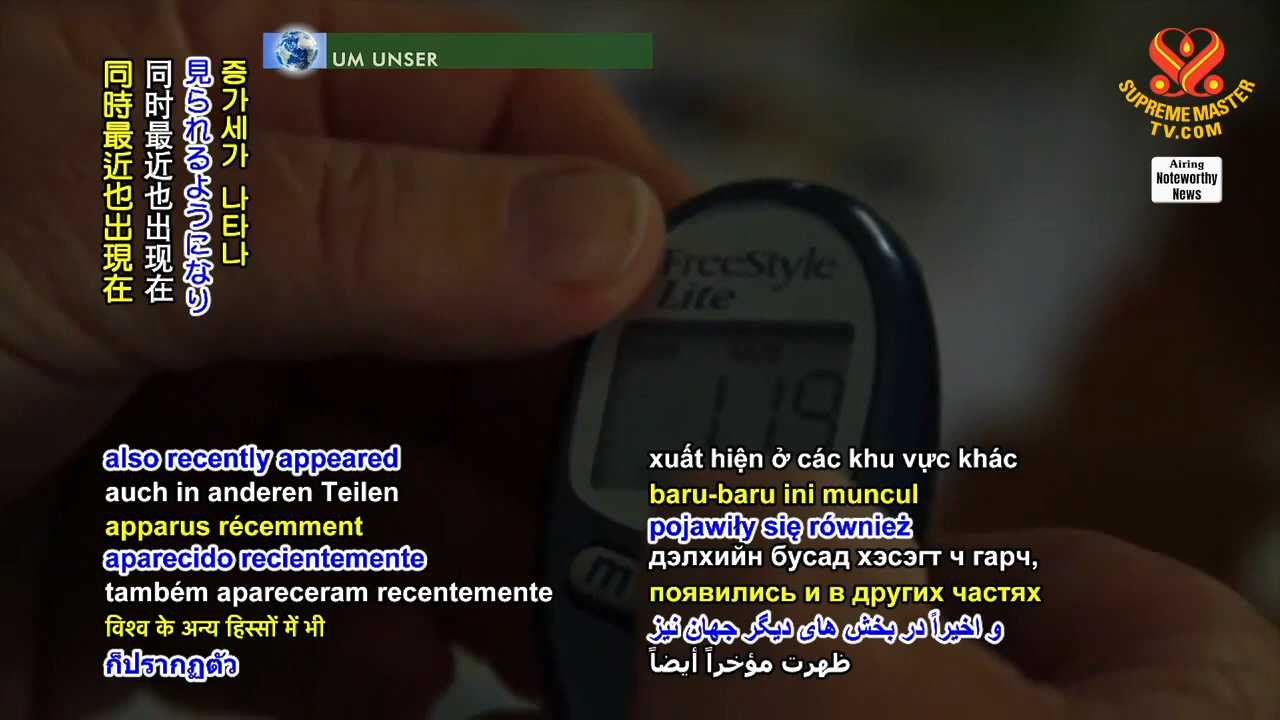 UM UNSER
SUPREME MASTER
TV.COM
Airing
Noteworthy
News
同時最近也出現在
同时最近也出现在
見られるようになり
증가세가 나타나
FreeStyle
Lite
119
m
also recently appeared
auch in anderen Teilen
apparus récemment
aparecido recientemente
também apareceram recentemente
विश्व के अन्य हिस्सों में भी
ก็ปรากฏตัว
xuất hiện ở các khu vực khác
baru-baru ini muncul
pojawiły się również
дэлхийн бусад хэсэгт ч гарч,
появились и в других частях
و اخیراً در بخش های دیگر جهان نیز
ظهرت مؤخراً أيضاً